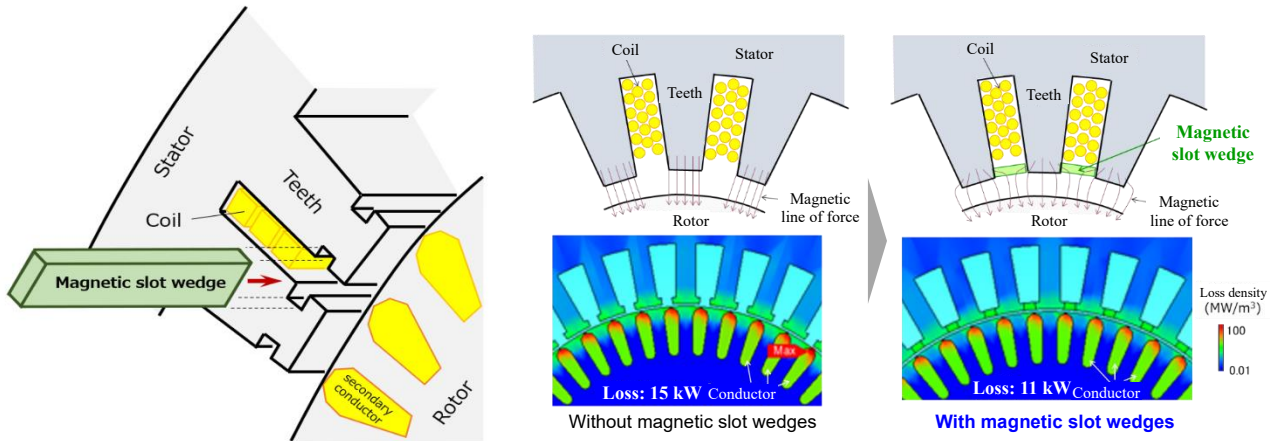 Stator
Teeth
Coil
Magnetic slot wedge
secondary
conductor
Rotor
Coil
Stator
Teeth
Magnetic
line of force
Rotor
Max
Loss: 15 kW
Conductor
Without magnetic slot wedges
Coil
Stator
Teeth
Magnetic
slot wedge
Magnetic
line of force
Rotor
Loss: 11 kW
Conductor
With magnetic slot wedges
Loss density
(MW/m³)
100
0.01